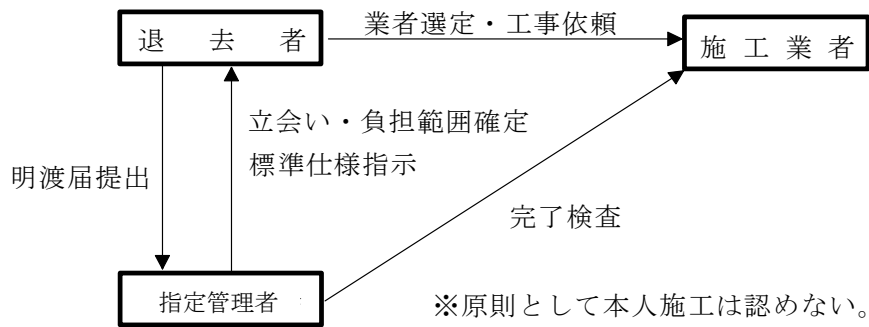 退去者
業者選定・工事依頼
施工業者
立会い・負担範囲確定
標準仕様指示
明渡届提出
完了検査
指定管理者
※原則として本人施工は認めない。